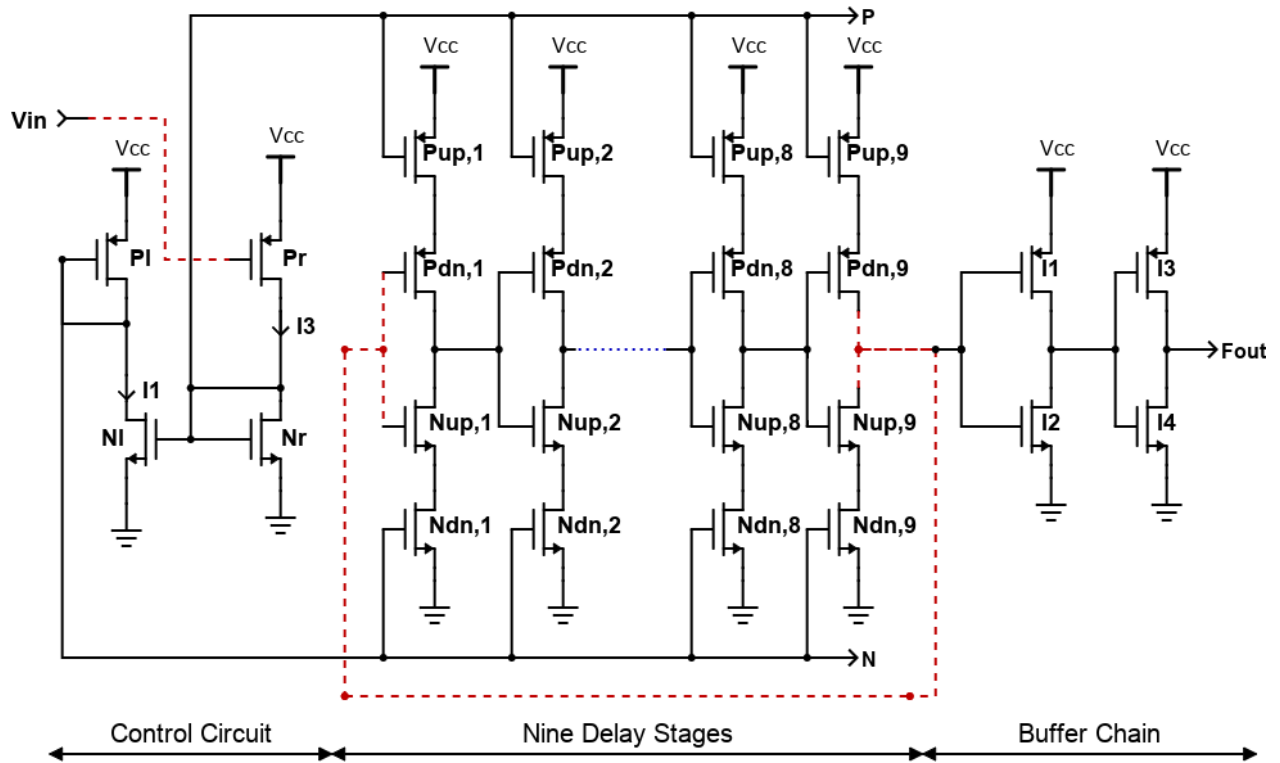 P
Vcc Vcc Vcc Vcc
Vin
Vcc Vcc Vcc Vcc
Pup,1 Pup,2 Pup,8 Pup,9
Pl Pr Pdn,1 Pdn,2 Pdn,8 Pdn,9 I1 I3
I3
Fout
I1
Nl Nr Nup,1 Nup,2 Nup,8 Nup,9 I2 I4
Ndn,1 Ndn,2 Ndn,8 Ndn,9
N
Control Circuit Nine Delay Stages Buffer Chain